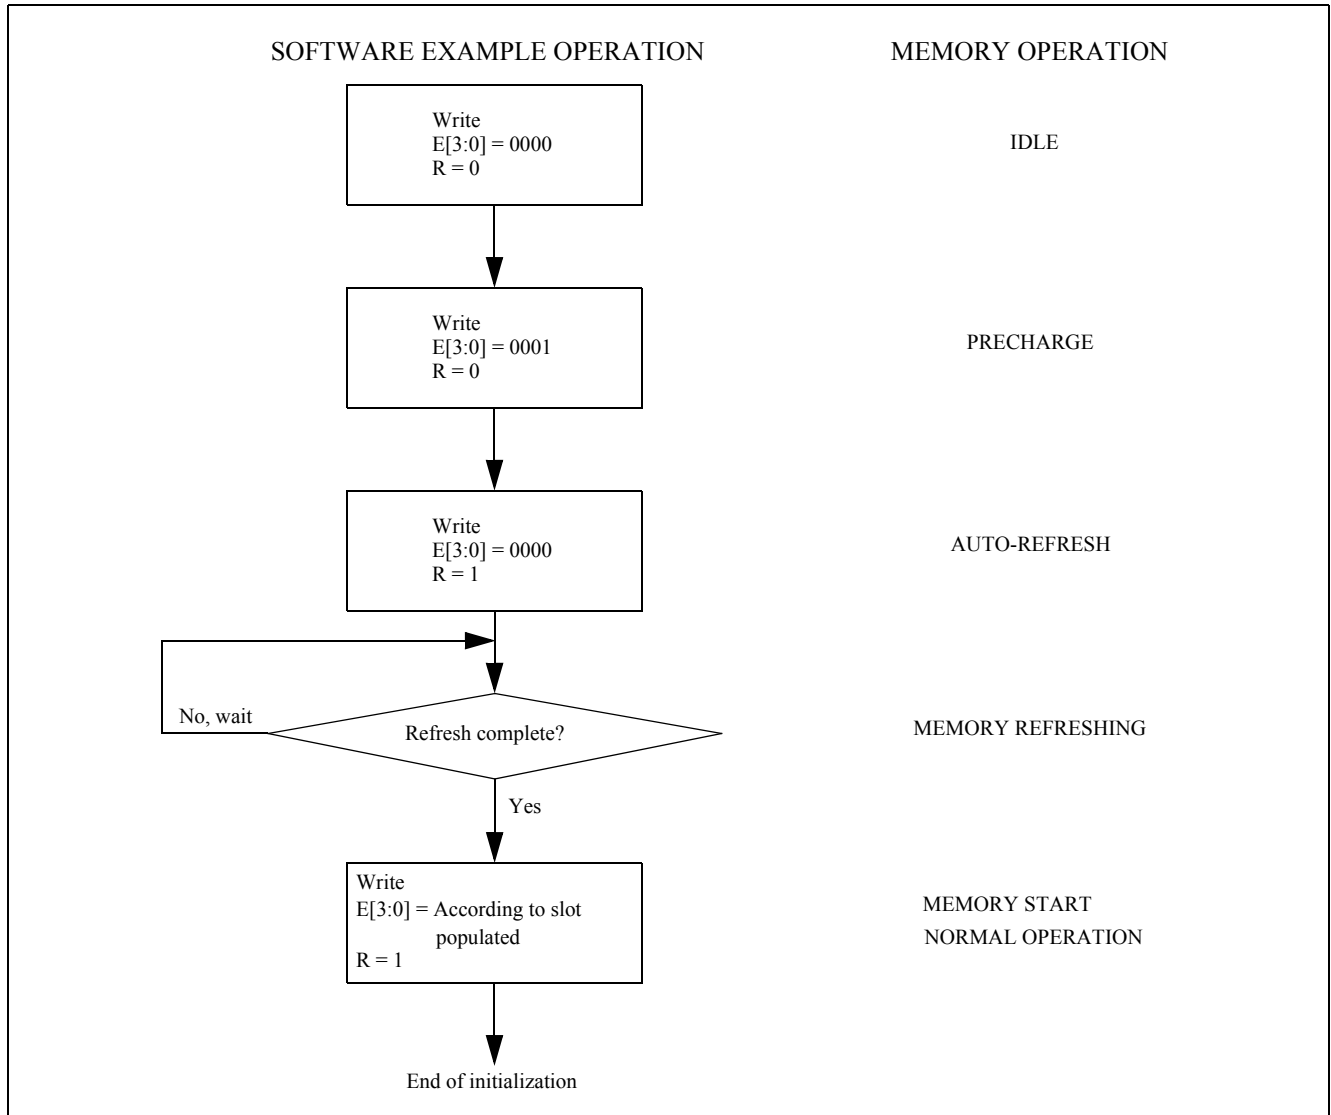 SOFTWARE EXAMPLE OPERATION
MEMORY OPERATION
Write
E[3:0] = 0000
R = 0
IDLE
Write
E[3:0] = 0001
R = 0
PRECHARGE
Write
E[3:0] = 0000
R = 1
AUTO-REFRESH
No, wait
Refresh complete?
MEMORY REFRESHING
Yes
Write
E[3:0] = According to slot
populated
R = 1
MEMORY START
NORMAL OPERATION
End of initialization